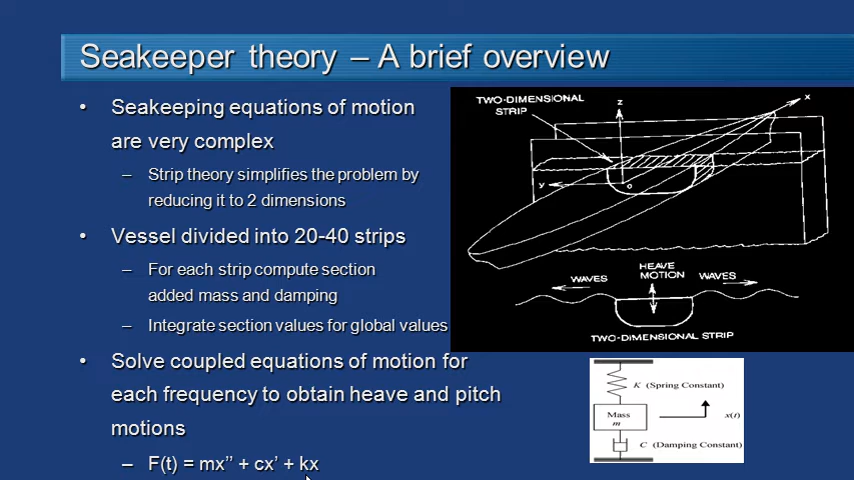 Seakeeper theory – A brief overview
• Seakeeping equations of motion
are very complex
– Strip theory simplifies the problem by
reducing it to 2 dimensions
• Vessel divided into 20-40 strips
– For each strip compute section
added mass and damping
– Integrate section values for global values
• Solve coupled equations of motion for
each frequency to obtain heave and pitch
motions
– F(t) = mx’’ + cx’ + kx
TWO-DIMENSIONAL
STRIP
z
x
y
o
HEAVE
MOTION
WAVES
WAVES
TWO-DIMENSIONAL STRIP
K (Spring Constant)
Mass
m
x(t)
C (Damping Constant)